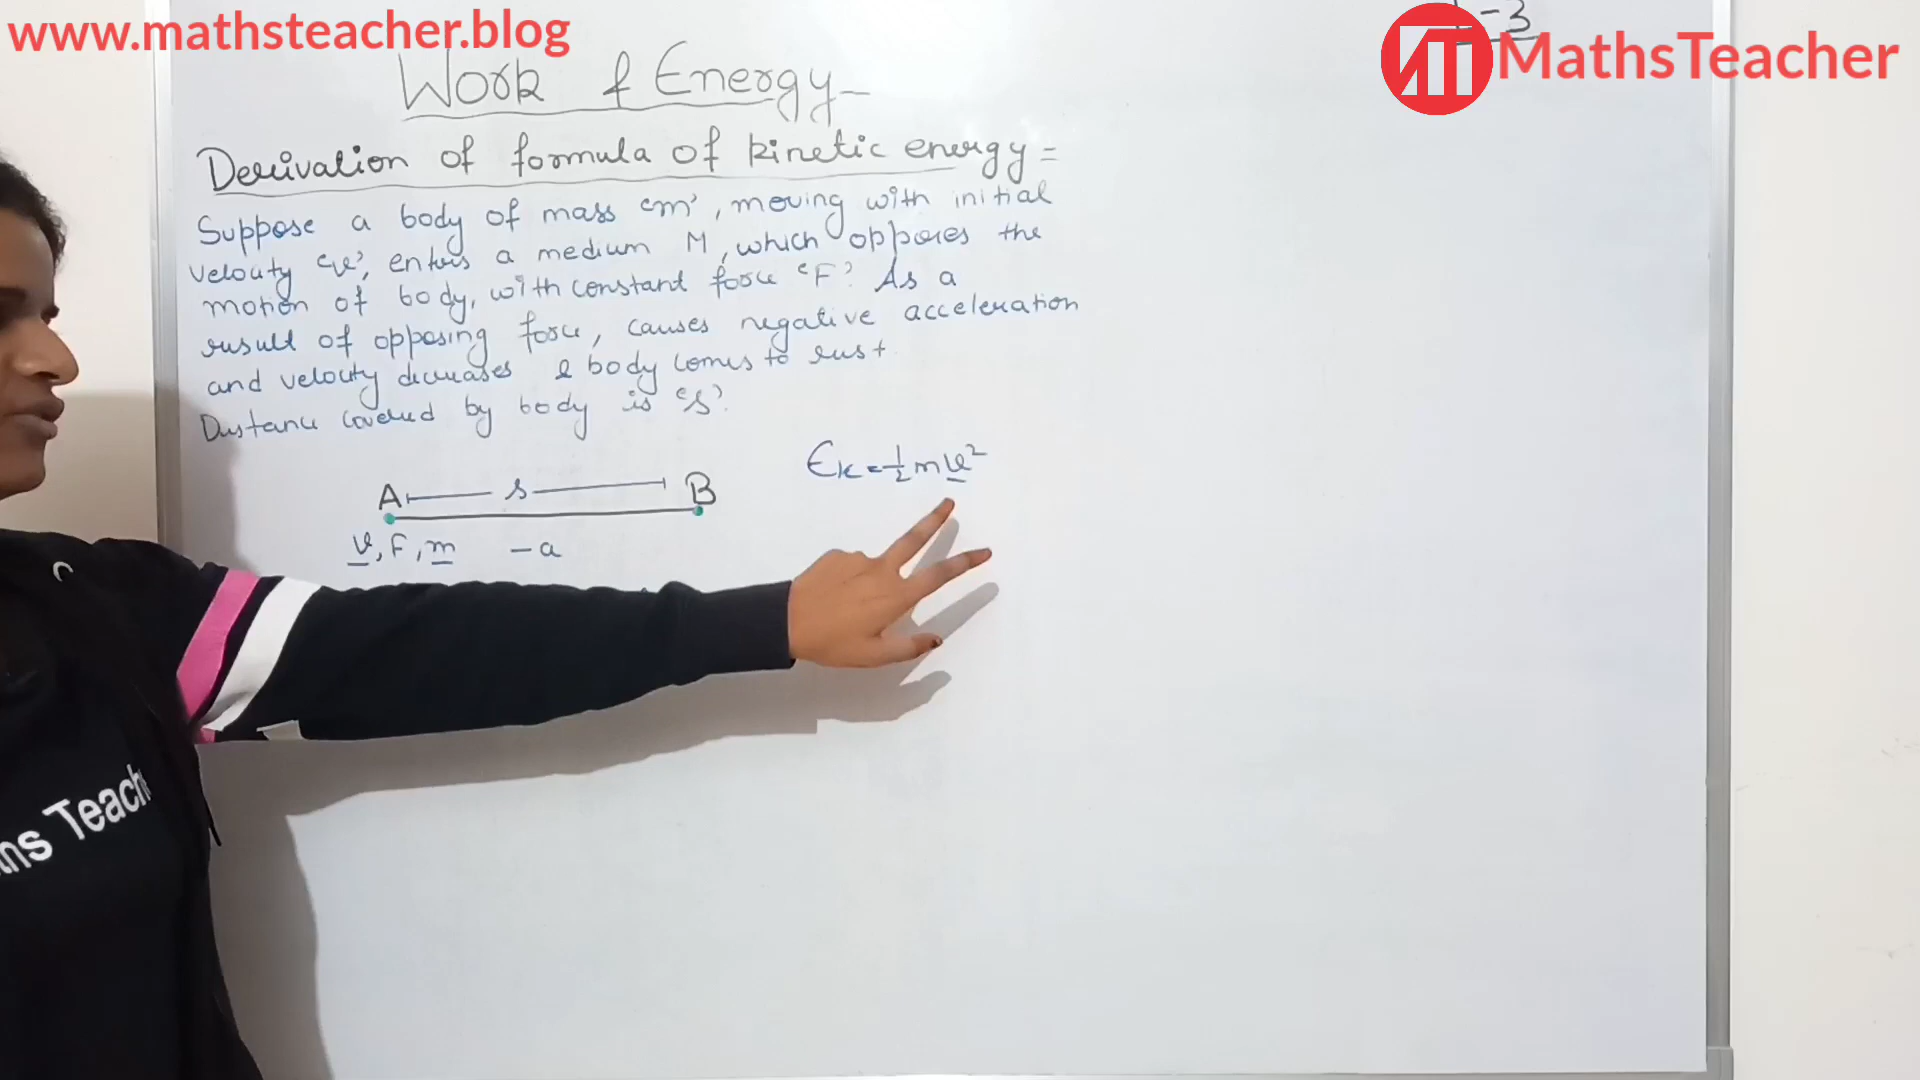 www.mathsteacher.blog
MathsTeacher
Work & Energy
Derivation of formula of kinetic energy =
Suppose a body of mass 'm', moving with initial
velocity 'v', enters a medium M, which opposes the
motion of body, with constant force 'F'. As a
result of opposing force, causes negative acceleration
and velocity decreases & body comes to rest
Distance covered by body is 's'.
Ek = 1/2 mv²
A s B
v, F, m -a
Teache